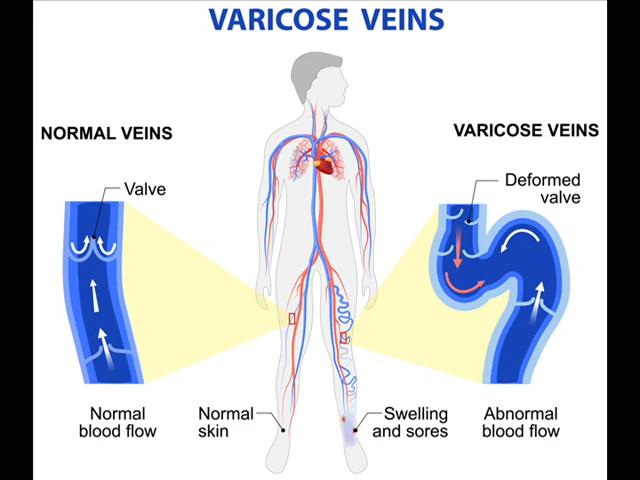 VARICOSE VEINS
NORMAL VEINS
VARICOSE VEINS
Valve
Deformed
valve
Normal
blood flow
Normal
skin
Swelling
and sores
Abnormal
blood flow